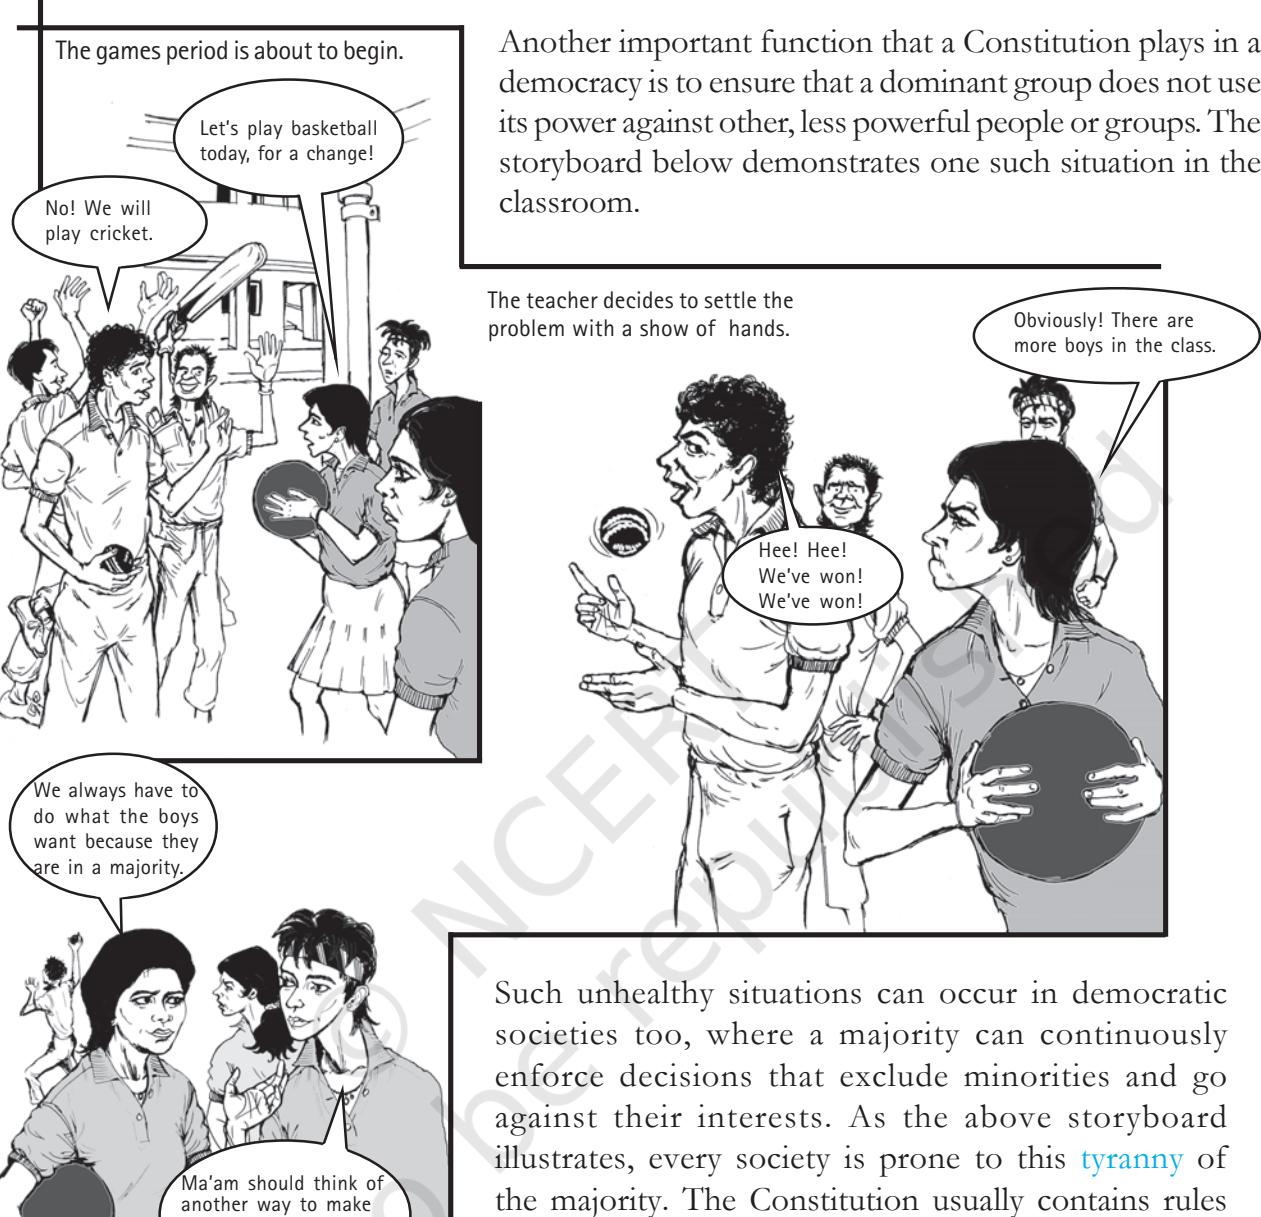 The games period is about to begin.
Let's play basketball
today, for a change!
No! We will
play cricket.
Another important function that a Constitution plays in a
democracy is to ensure that a dominant group does not use
its power against other, less powerful people or groups. The
storyboard below demonstrates one such situation in the
classroom.
The teacher decides to settle the
problem with a show of hands.
Obviously! There are
more boys in the class.
Hee! Hee!
We've won!
We've won!
We always have to
do what the boys
want because they
are in a majority.
Ma'am should think of
another way to make
Such unhealthy situations can occur in democratic
societies too, where a majority can continuously
enforce decisions that exclude minorities and go
against their interests. As the above storyboard
illustrates, every society is prone to this tyranny of
the majority. The Constitution usually contains rules
© NCERT
be republished